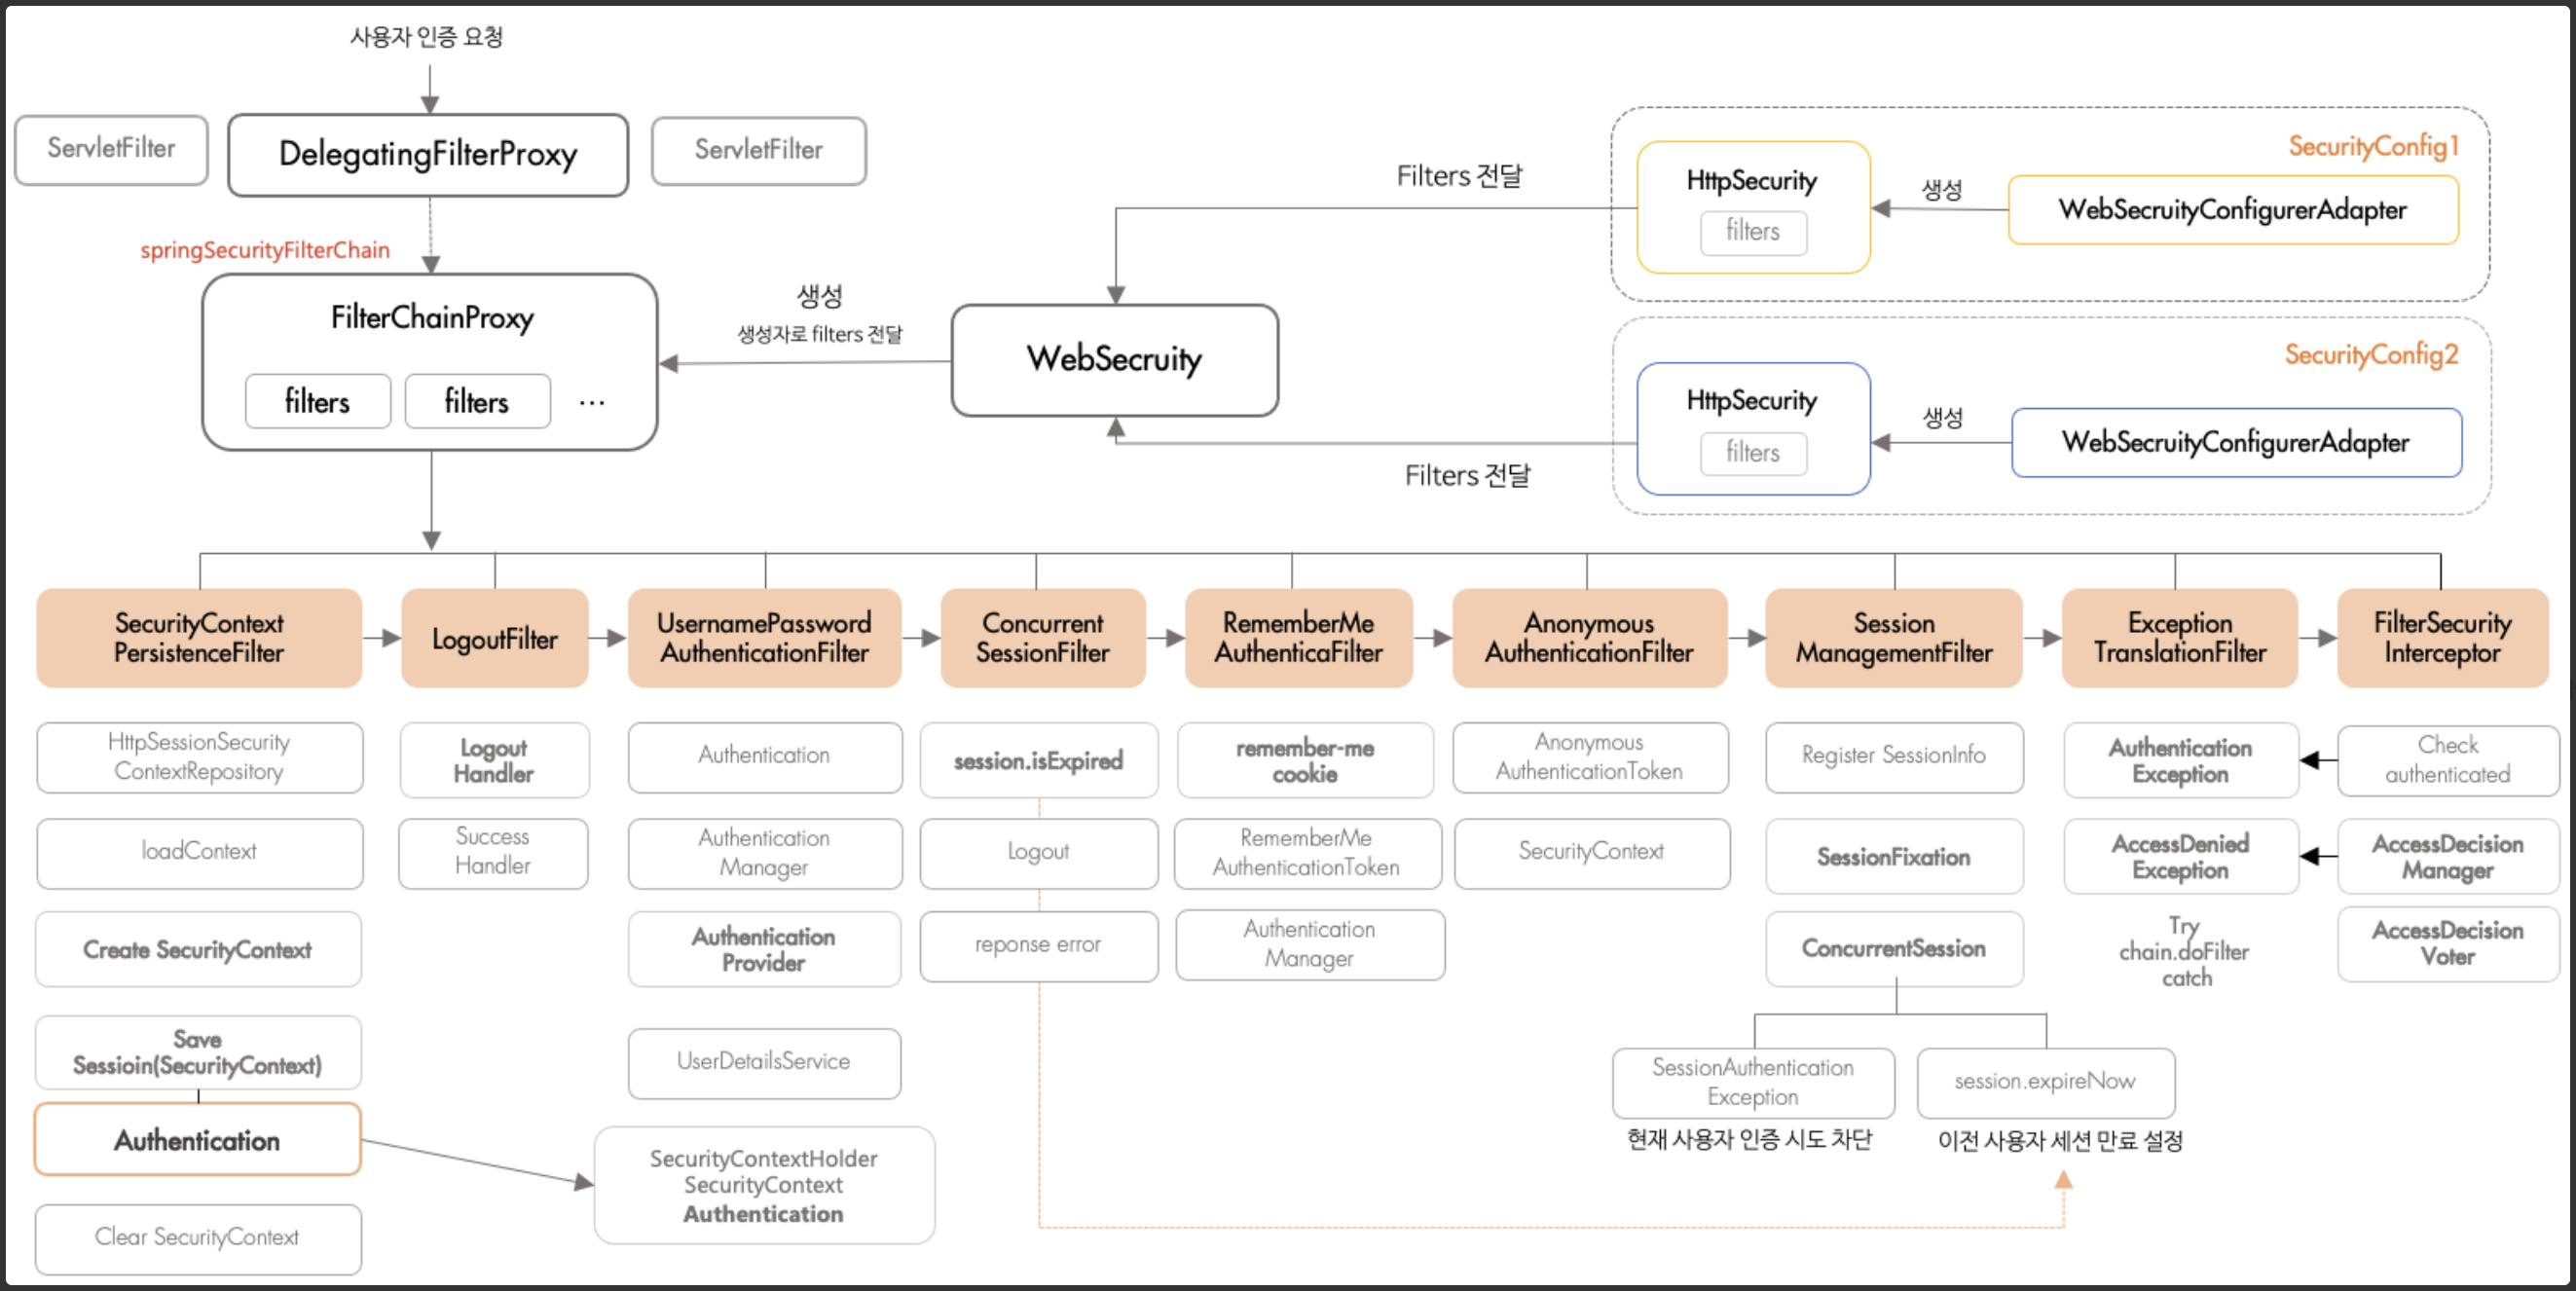 사용자 인증 요청
ServletFilter
DelegatingFilterProxy
ServletFilter
springSecurityFilterChain
FilterChainProxy
filters
filters
...
생성
생성자로 filters 전달
WebSecruity
Filters 전달
Filters 전달
SecurityConfig1
HttpSecurity
filters
생성
WebSecruityConfigurerAdapter
SecurityConfig2
HttpSecurity
filters
생성
WebSecruityConfigurerAdapter
SecurityContext
PersistenceFilter
LogoutFilter
UsernamePassword
AuthenticationFilter
Concurrent
SessionFilter
RememberMe
AuthenticaFilter
Anonymous
AuthenticationFilter
Session
ManagementFilter
Exception
TranslationFilter
FilterSecurity
Interceptor
HttpSessionSecurity
ContextRepository
loadContext
Create SecurityContext
Save
Sessioin(SecurityContext)
Authentication
Clear SecurityContext
Logout
Handler
Success
Handler
Authentication
Authentication
Manager
Authentication
Provider
UserDetailsService
SecurityContextHolder
SecurityContext
Authentication
session.isExpired
Logout
reponse error
remember-me
cookie
RememberMe
AuthenticationToken
Authentication
Manager
Anonymous
AuthenticationToken
SecurityContext
Register SessionInfo
SessionFixation
ConcurrentSession
SessionAuthentication
Exception
현재 사용자 인증 시도 차단
session.expireNow
이전 사용자 세션 만료 설정
Authentication
Exception
AccessDenied
Exception
Try
chain.doFilter
catch
Check
authenticated
AccessDecision
Manager
AccessDecision
Voter